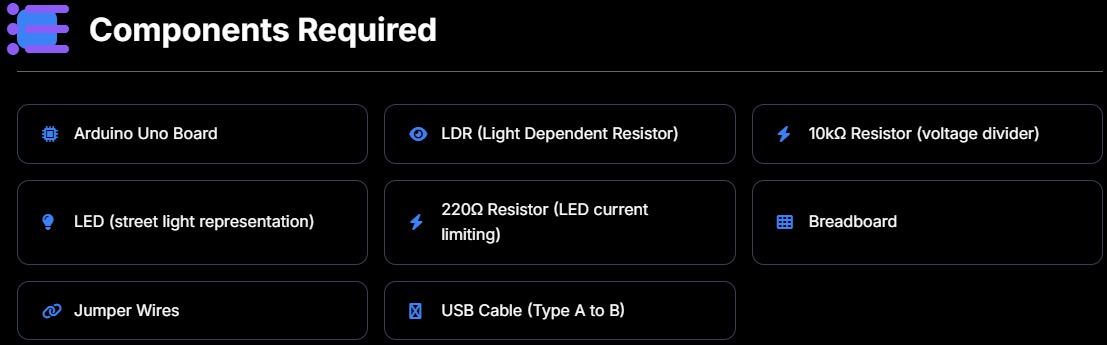 Components Required
Arduino Uno Board
LDR (Light Dependent Resistor)
10kΩ Resistor (voltage divider)
LED (street light representation)
220Ω Resistor (LED current
limiting)
Breadboard
Jumper Wires
USB Cable (Type A to B)